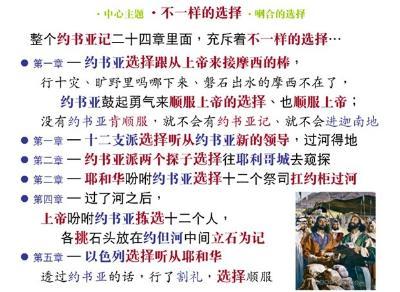 ·中心主题 ·不一样的选择 ·唎合的选择
整个约书亚记二十四章里面，充斥着不一样的选择…
第一章 — 约书亚选择跟从上帝来接摩西的棒，
行十灾、旷野里吗哪下来、磐石出水的摩西不在了，
约书亚鼓起勇气来顺服上帝的选择、也顺服上帝；
没有约书亚肯顺服，就不会有约书亚记、就不会进迦南地
第一章 — 十二支派选择听从约书亚新的领导，过河得地
第二章 — 约书亚派两个探子选择往耶利哥城去窥探
第二章 — 耶和华吩咐约书亚选择十二个祭司扛约柜过河
第四章 — 过了河之后，
上帝吩咐约书亚拣选十二个人，
各挑石头放在约但河中间立石为记
第五章 — 以色列选择听从耶和华
透过约书亚的话，行了割礼，选择顺服